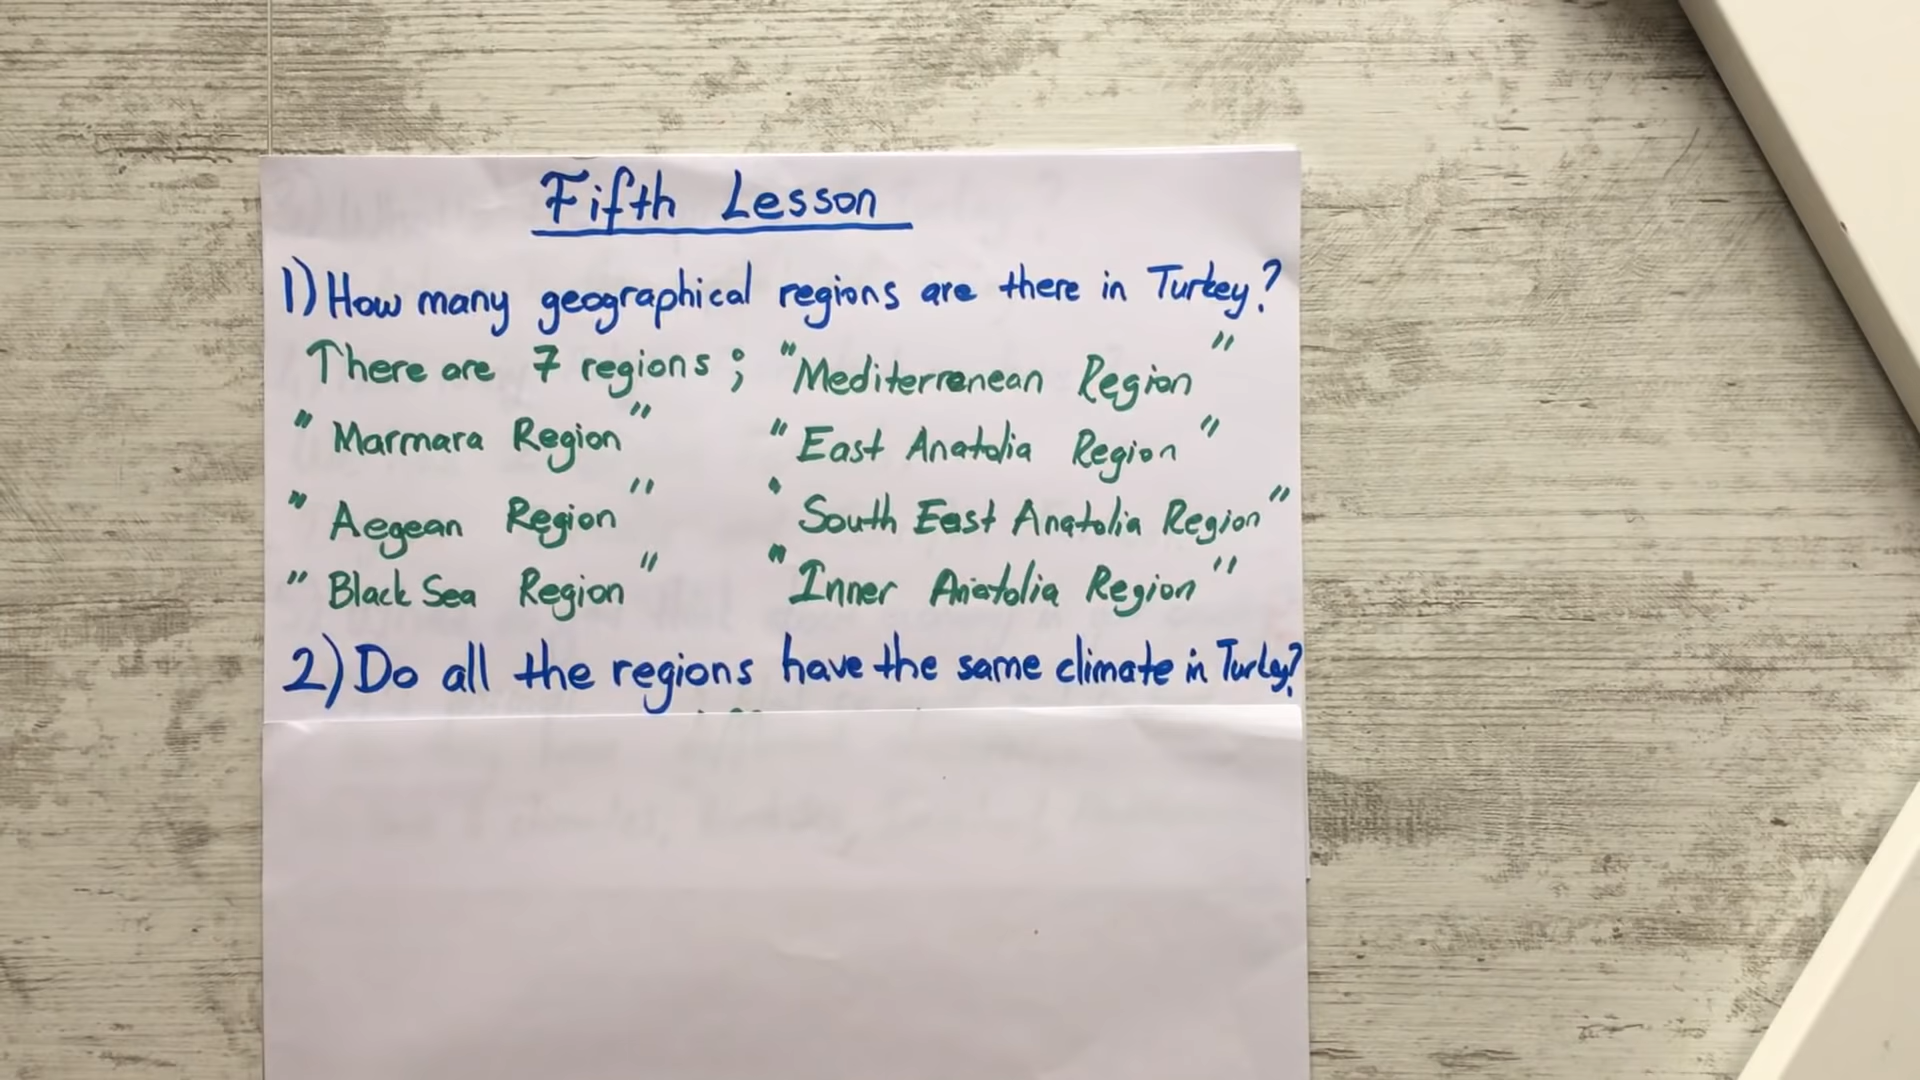 Fifth Lesson
1) How many geographical regions are there in Turkey?
There are 7 regions ; "Mediterranean Region"
"Marmara Region" "East Anatolia Region"
"Aegean Region" " South East Anatolia Region"
"Black Sea Region" "Inner Anatolia Region"
2) Do all the regions have the same climate in Turkey?